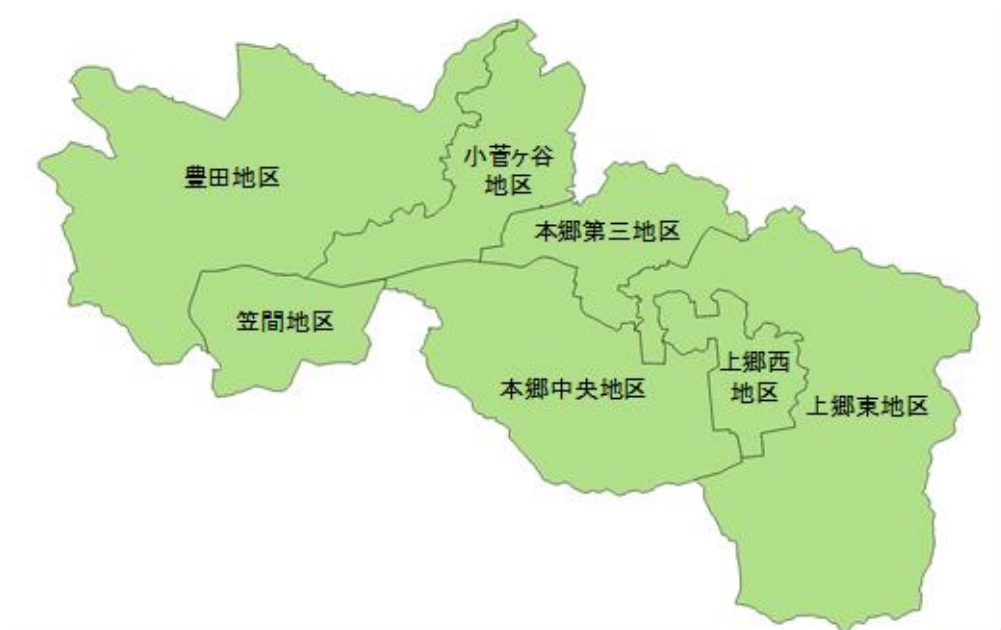 豊田地区
小菅ヶ谷
地区
本郷第三地区
笠間地区
本郷中央地区
上郷西
地区
上郷東地区